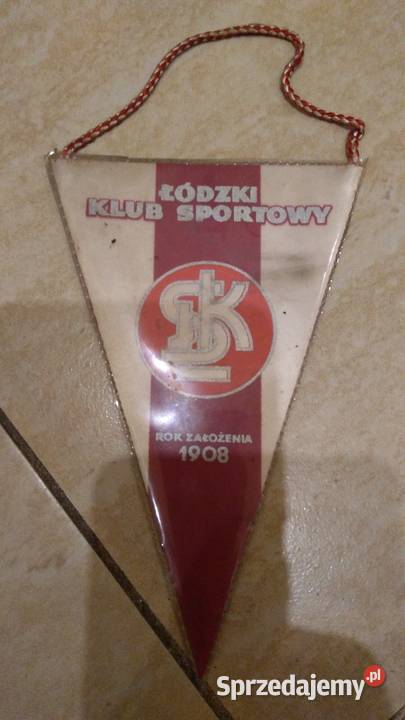 ŁÓDZKI
KLUB SPORTOWY
ŁKS
ROK ZAŁOŻENIA
1908
Sprzedajemy.pl